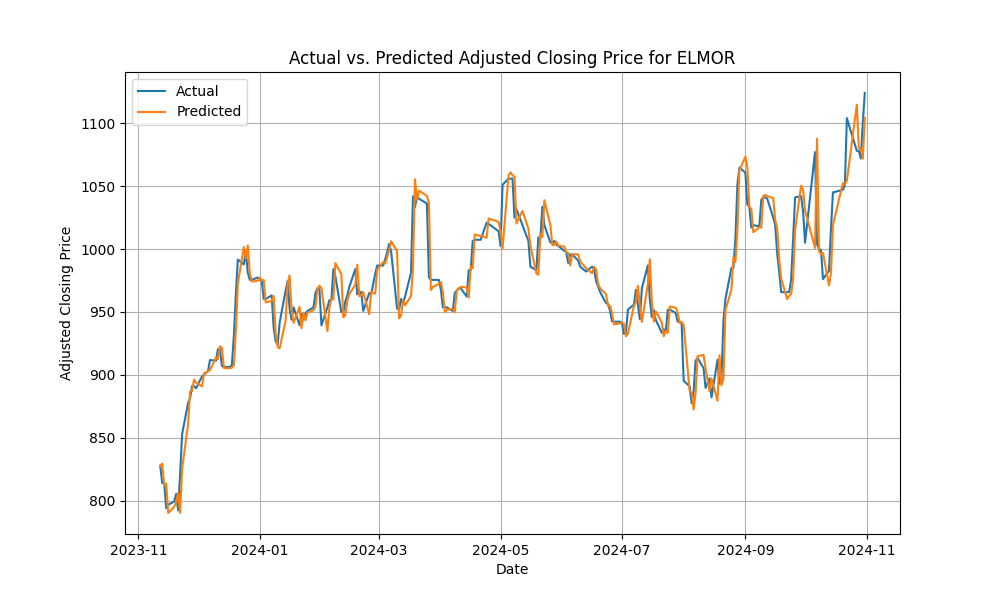 Actual vs. Predicted Adjusted Closing Price for ELMOR
Actual
Predicted
Adjusted Closing Price
1100
1050
1000
950
900
850
800
2023-11 2024-01 2024-03 2024-05 2024-07 2024-09 2024-11
Date